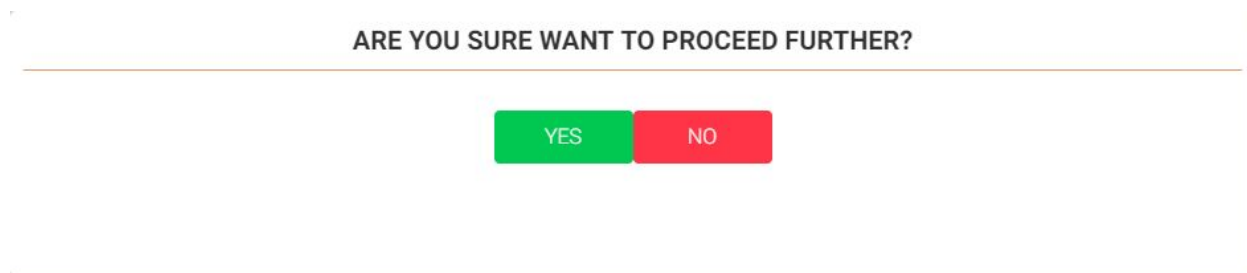 ARE YOU SURE WANT TO PROCEED FURTHER?
YES NO